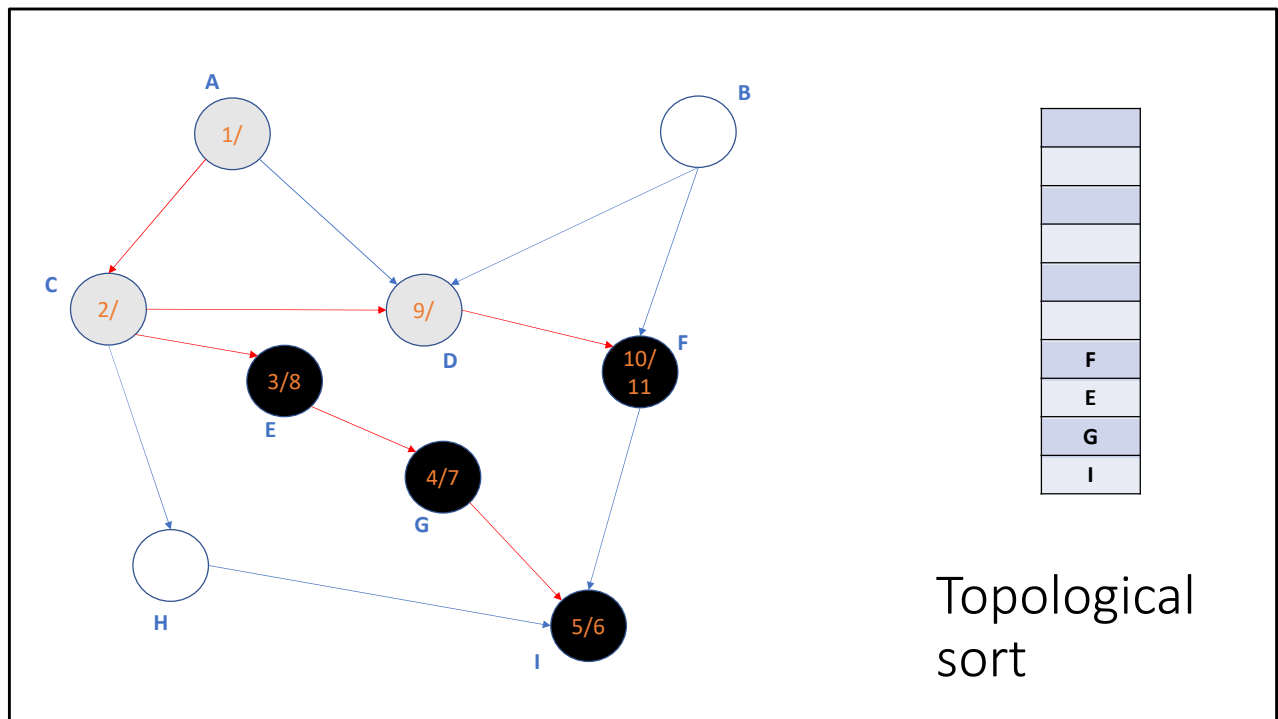 A
1/
B
C
2/
9/
D
F
10/
11
3/8
E
4/7
G
H
5/6
I
F
E
G
I
Topological
sort